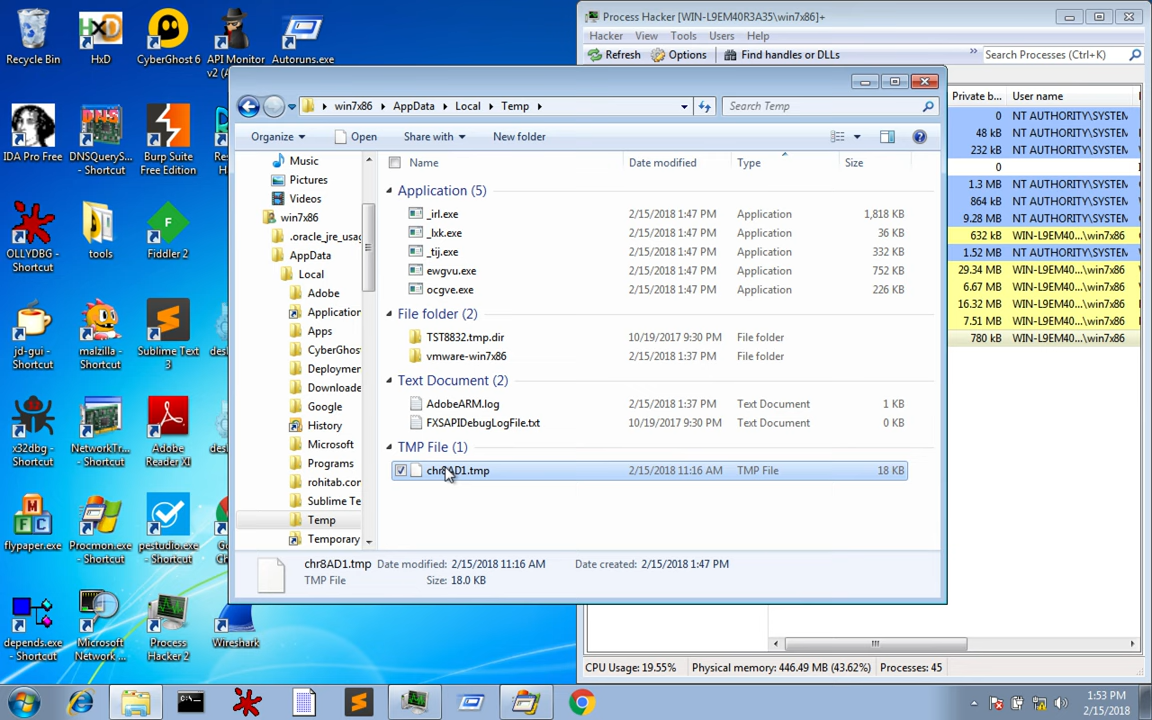 Recycle Bin
HxD
CyberGhost 6
API Monitor
v2 (A
Autoruns.exe
IDA Pro Free
DNSQueryS...
- Shortcut
Burp Suite
Free Edition
OLLYDBG -
Shortcut
tools
Fiddler 2
jd-gui -
Shortcut
malzilla -
Shortcut
Sublime Text
3
x32dbg -
Shortcut
NetworkTr...
- Shortcut
Adobe
Reader XI
flypaper.exe
Procmon.exe
- Shortcut
pestudio.exe
- Shortcut
depends.exe
- Shortcut
Microsoft
Network ...
Process
Hacker 2
Wireshark
Process Hacker [WIN-L9EM40R3A35\win7x86]+
Hacker View Tools Users Help
Refresh Options Find handles or DLLs » Search Processes (Ctrl+K)
Private b... User name
0 NT AUTHORITY\SYSTEM
48 kB NT AUTHORITY\SYSTEM
232 kB NT AUTHORITY\SYSTEM
0
1.3 MB NT AUTHORITY\SYSTEM
864 kB NT AUTHORITY\SYSTEM
9.28 MB NT AUTHORITY\SYSTEM
632 kB WIN-L9EM40...\win7x86
1.52 MB NT AUTHORITY\SYSTEM
29.34 MB WIN-L9EM40...\win7x86
6.67 MB WIN-L9EM40...\win7x86
16.32 MB WIN-L9EM40...\win7x86
7.51 MB WIN-L9EM40...\win7x86
780 kB WIN-L9EM40...\win7x86
CPU Usage: 19.55% Physical memory: 446.49 MB (43.62%) Processes: 45
win7x86 AppData Local Temp Search Temp
Organize Open Share with New folder
Music
Pictures
Videos
win7x86
.oracle_jre_usag
AppData
Local
Adobe
Application
Apps
CyberGhos
Deploymen
Downloade
Google
History
Microsoft
Programs
rohitab.con
Sublime Te
Temp
Temporary
Name Date modified Type Size
Application (5)
_irl.exe 2/15/2018 1:47 PM Application 1,818 KB
_lxk.exe 2/15/2018 1:47 PM Application 36 KB
_tij.exe 2/15/2018 1:47 PM Application 332 KB
ewgvu.exe 2/15/2018 1:47 PM Application 752 KB
ocgve.exe 2/15/2018 1:47 PM Application 226 KB
File folder (2)
TST8832.tmp.dir 10/19/2017 9:30 PM File folder
vmware-win7x86 2/15/2018 1:37 PM File folder
Text Document (2)
AdobeARM.log 2/15/2018 1:37 PM Text Document 1 KB
FXSAPIDebugLogFile.txt 10/19/2017 9:30 PM Text Document 0 KB
TMP File (1)
chr8AD1.tmp 2/15/2018 11:16 AM TMP File 18 KB
chr8AD1.tmp Date modified: 2/15/2018 11:16 AM Date created: 2/15/2018 1:47 PM
TMP File Size: 18.0 KB
1:53 PM
2/15/2018